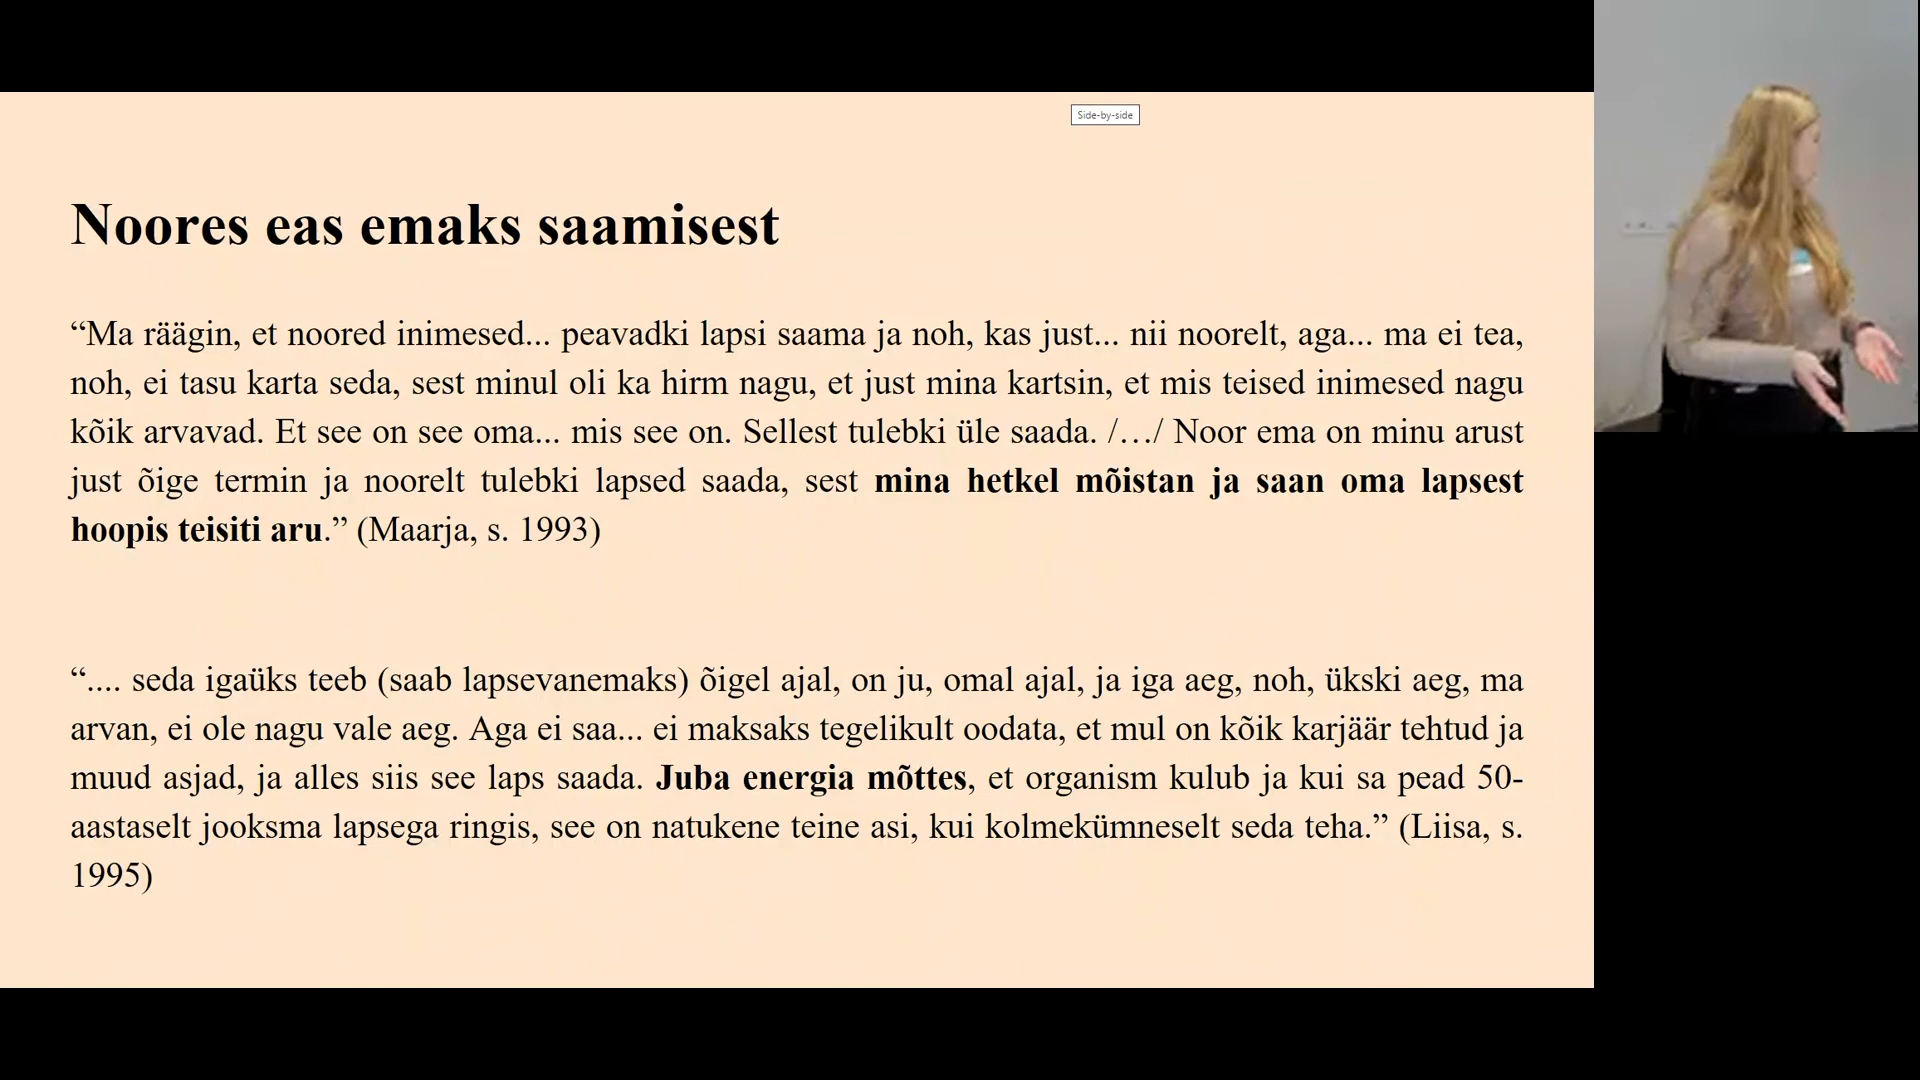 Side-by-side
Noores eas emaks saamisest
“Ma räägin, et noored inimesed... peavadki lapsi saama ja noh, kas just... nii noorelt, aga... ma ei tea,
noh, ei tasu karta seda, sest minul oli ka hirm nagu, et just mina kartsin, et mis teised inimesed nagu
kõik arvavad. Et see on see oma... mis see on. Sellest tulebki üle saada. /…/ Noor ema on minu arust
just õige termin ja noorelt tulebki lapsed saada, sest mina hetkel mõistan ja saan oma lapsest
hoopis teisiti aru.” (Maarja, s. 1993)
“.... seda igaüks teeb (saab lapsevanemaks) õigel ajal, on ju, omal ajal, ja iga aeg, noh, ükski aeg, ma
arvan, ei ole nagu vale aeg. Aga ei saa... ei maksaks tegelikult oodata, et mul on kõik karjäär tehtud ja
muud asjad, ja alles siis see laps saada. Juba energia mõttes, et organism kulub ja kui sa pead 50-
aastaselt jooksma lapsega ringis, see on natukene teine asi, kui kolmekümneselt seda teha.” (Liisa, s.
1995)